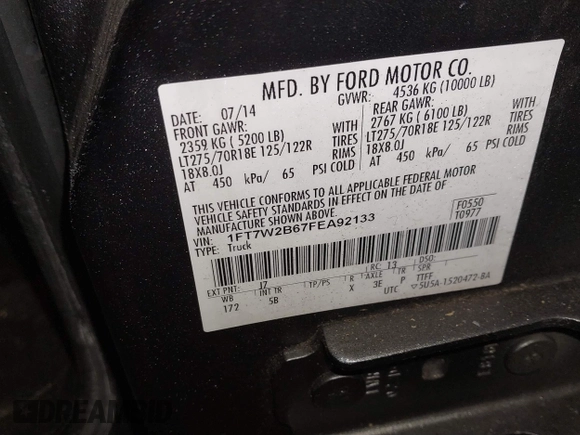 MFD. BY FORD MOTOR CO.
DATE: 07/14
GVWR: 4536 KG (10000 LB)
FRONT GAWR:
REAR GAWR:
2359 KG ( 5200 LB) WITH
2767 KG ( 6100 LB) WITH
LT275/70R18E 125/122R TIRES
LT275/70R18E 125/122R TIRES
18X8.0J RIMS
18X8.0J RIMS
AT 450 kPa/ 65 PSI COLD
AT 450 kPa/ 65 PSI COLD
THIS VEHICLE CONFORMS TO ALL APPLICABLE FEDERAL MOTOR
VEHICLE SAFETY STANDARDS IN EFFECT ON THE DATE OF
MANUFACTURE SHOWN ABOVE.
VIN: 1FT7W2B67FEA92133
TYPE: Truck
F0550
T0977
EXT PNT: J7 RC: 13 DSO:
WB INT TR TP/PS R AXLE TR SPR
172 5B X 3E P TTFF
UTC ▽5U5A-1520472-BA
DREAMBID